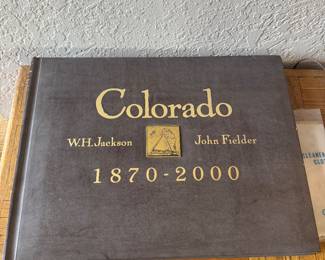 Colorado
W.H. Jackson
John Fielder
1870-2000